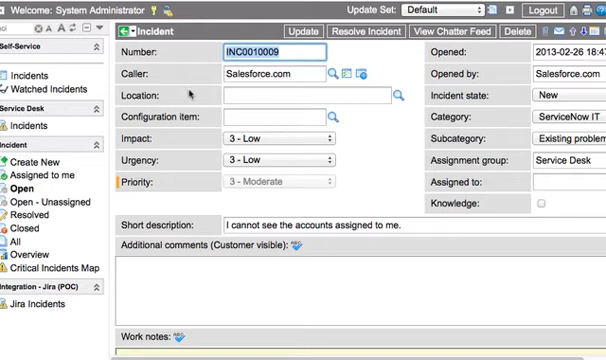 Welcome: System Administrator
Update Set: Default
Logout
Self-Service
Incidents
Watched Incidents
Service Desk
Incidents
Incident
Create New
Assigned to me
Open
Open - Unassigned
Resolved
Closed
All
Overview
Critical Incidents Map
Integration - Jira (POC)
Jira Incidents
Incident
Update
Resolve Incident
View Chatter Feed
Delete
Number: INC0010009
Caller: Salesforce.com
Location:
Configuration item:
Impact: 3 - Low
Urgency: 3 - Low
Priority: 3 - Moderate
Opened: 2013-02-26 18:47
Opened by: Salesforce.com
Incident state: New
Category: ServiceNow IT
Subcategory: Existing problem
Assignment group: Service Desk
Assigned to:
Knowledge:
Short description: I cannot see the accounts assigned to me.
Additional comments (Customer visible):
Work notes: